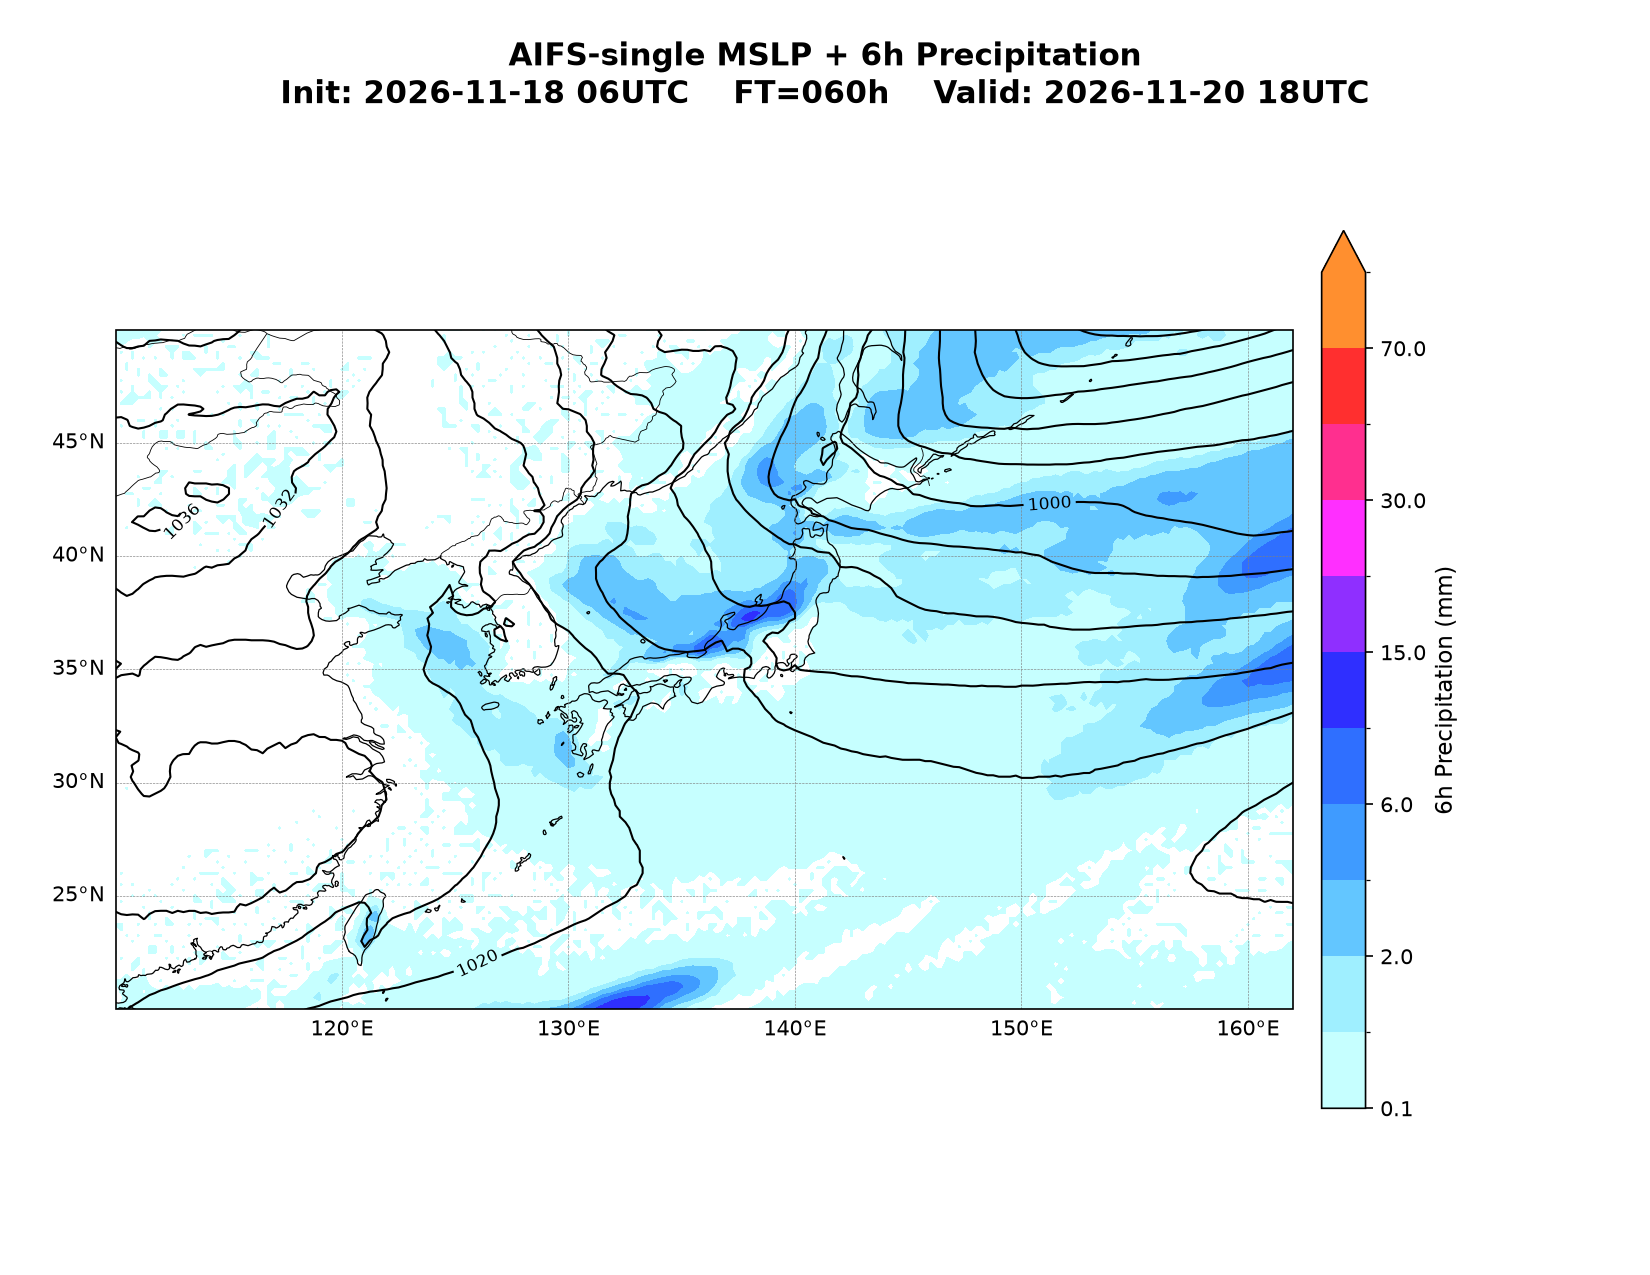 AIFS-single MSLP + 6h Precipitation
Init: 2026-11-18 06UTC    FT=060h    Valid: 2026-11-20 18UTC
45°N
40°N
35°N
30°N
25°N
120°E
130°E
140°E
150°E
160°E
1036
1032
1000
1020
70.0
30.0
15.0
6.0
2.0
0.1
6h Precipitation (mm)